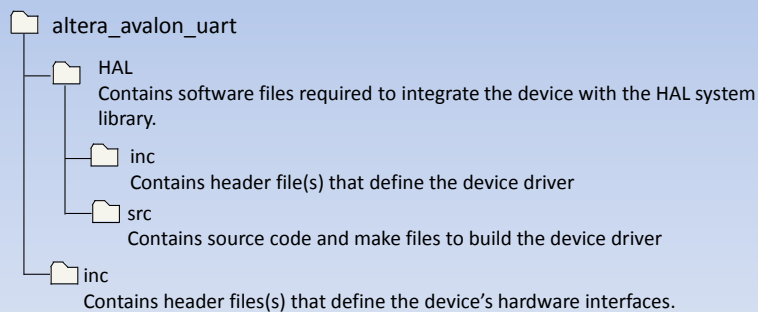 altera_avalon_uart
HAL
Contains software files required to integrate the device with the HAL system
library.
inc
Contains header file(s) that define the device driver
src
Contains source code and make files to build the device driver
inc
Contains header files(s) that define the device’s hardware interfaces.